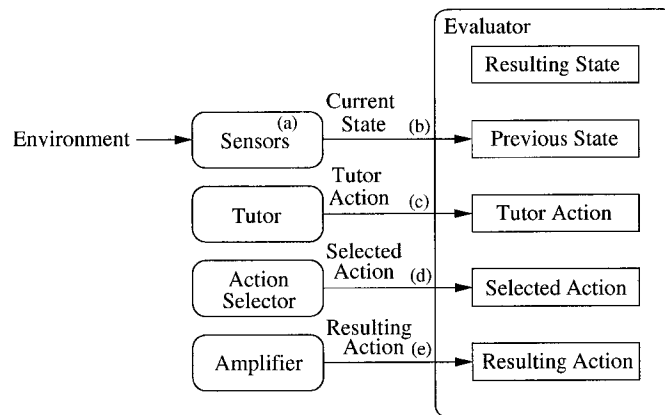 Evaluator
Resulting State
Current
State
(a)
(b)
Environment
Sensors
Previous State
Tutor
Action
(c)
Tutor
Tutor Action
Selected
Action
(d)
Action
Selector
Selected Action
Resulting
Action
(e)
Amplifier
Resulting Action